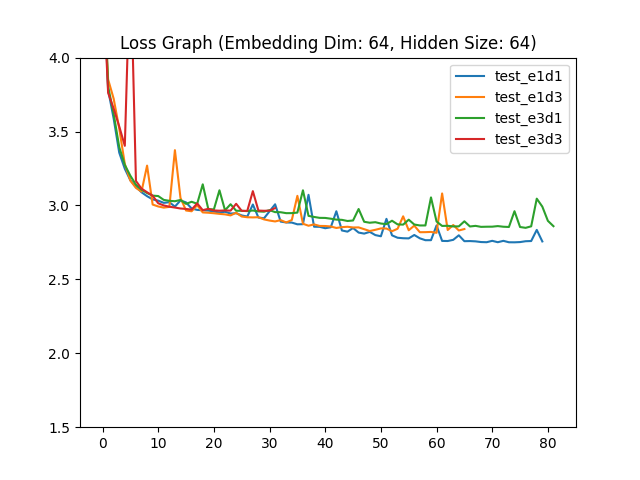 Loss Graph (Embedding Dim: 64, Hidden Size: 64)
4.0
3.5
3.0
2.5
2.0
1.5
0 10 20 30 40 50 60 70 80
test_e1d1
test_e1d3
test_e3d1
test_e3d3